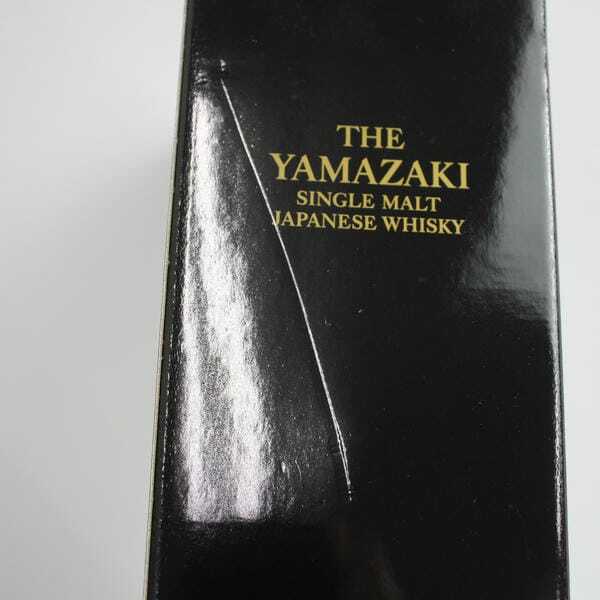 THE
YAMAZAKI
SINGLE MALT
JAPANESE WHISKY